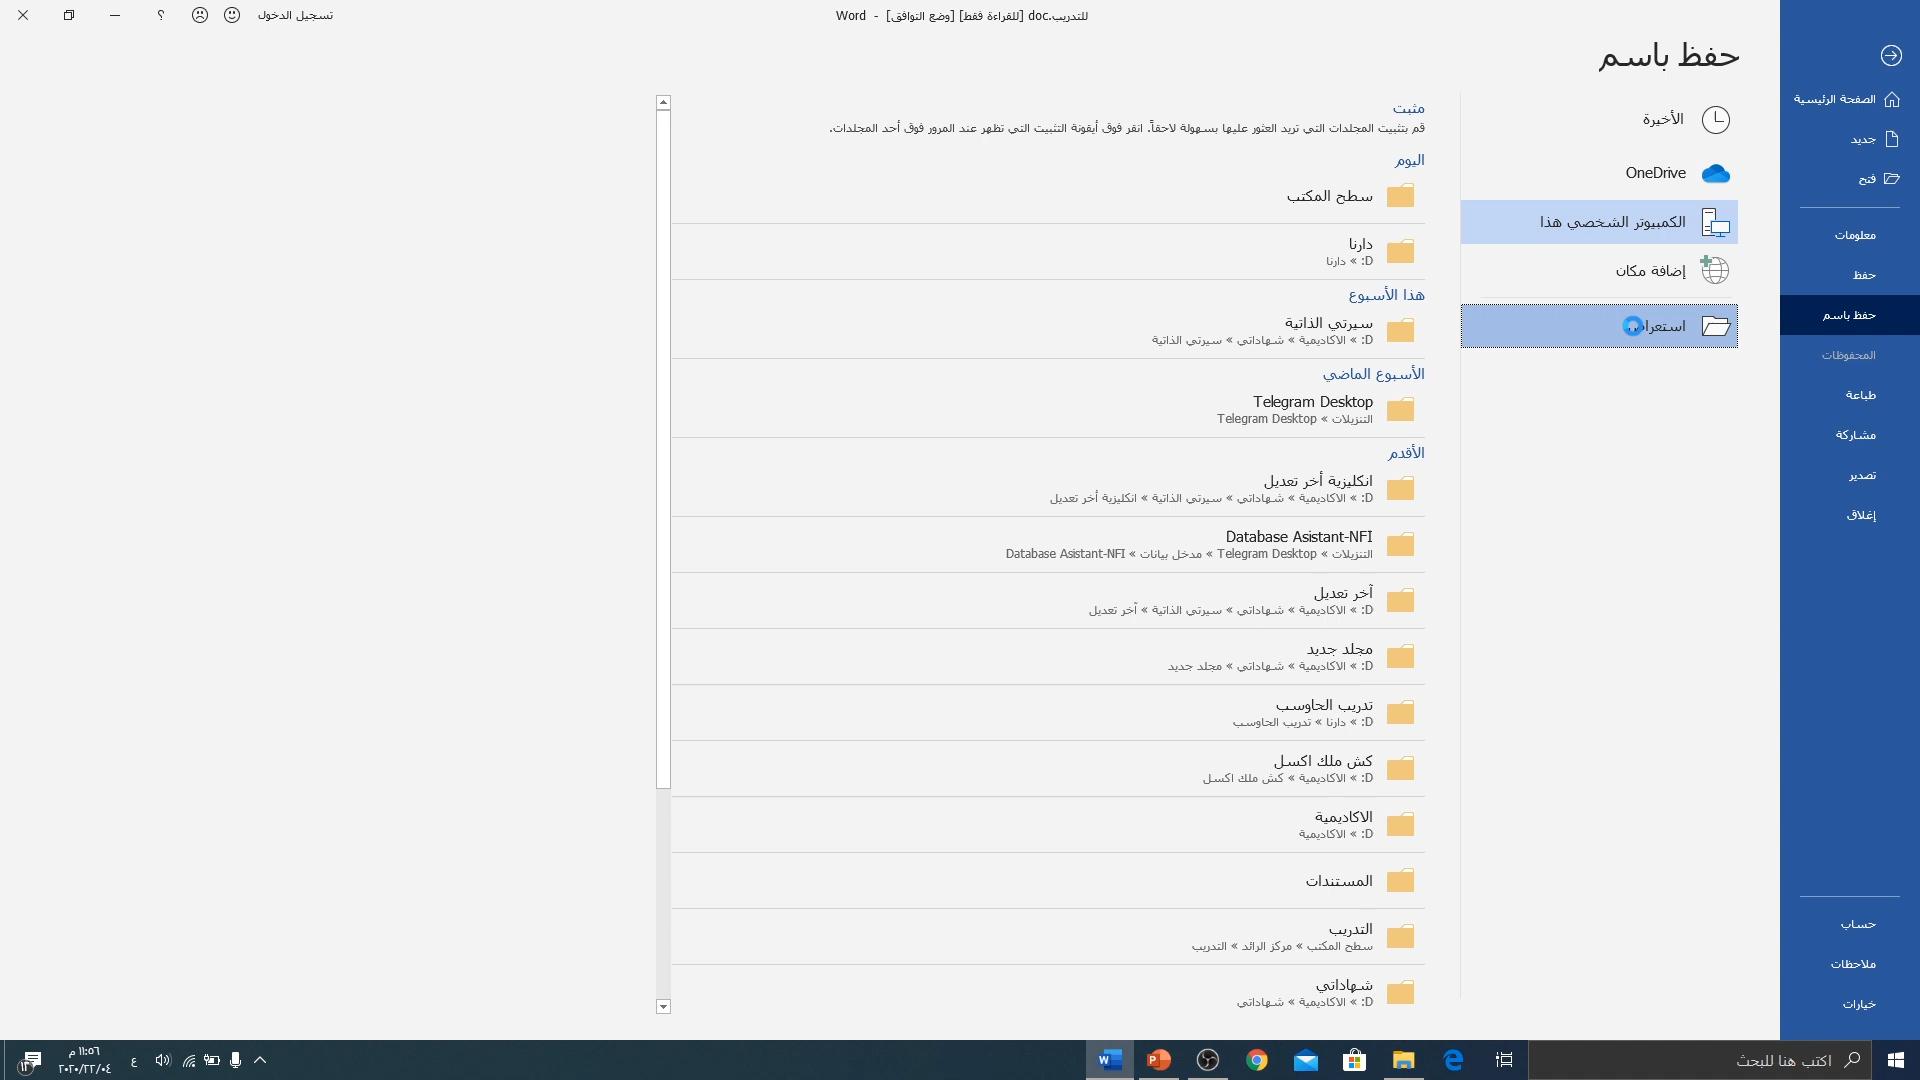 للتدريب.doc [للقراءة فقط] [وضع التوافق] - Word
تسجيل الدخول
حفظ باسم
الصفحة الرئيسية
جديد
فتح
معلومات
حفظ
حفظ باسم
المحفوظات
طباعة
مشاركة
تصدير
إغلاق
حساب
ملاحظات
خيارات
الأخيرة
OneDrive
الكمبيوتر الشخصي هذا
إضافة مكان
استعراض
مثبت
قم بتثبيت المجلدات التي تريد العثور عليها بسهولة لاحقاً. انقر فوق أيقونة التثبيت التي تظهر عند المرور فوق أحد المجلدات.
اليوم
سطح المكتب
دارنا
D: » دارنا
هذا الأسبوع
سيرتي الذاتية
D: » الاكاديمية » شهاداتي » سيرتي الذاتية
الأسبوع الماضي
Telegram Desktop
التنزيلات » Telegram Desktop
الأقدم
انكليزية أخر تعديل
D: » الاكاديمية » شهاداتي » سيرتي الذاتية » انكليزية أخر تعديل
Database Asistant-NFI
التنزيلات » Telegram Desktop » مدخل بيانات » Database Asistant-NFI
آخر تعديل
D: » الاكاديمية » شهاداتي » سيرتي الذاتية » آخر تعديل
مجلد جديد
D: » الاكاديمية » شهاداتي » مجلد جديد
تدريب الحاوسب
D: » دارنا » تدريب الحاوسب
كش ملك اكسل
D: » الاكاديمية » كش ملك اكسل
الاكاديمية
D: » الاكاديمية
المستندات
التدريب
سطح المكتب » مركز الرائد » التدريب
شهاداتي
D: » الاكاديمية » شهاداتي
اكتب هنا للبحث
ع
١١:٥٦ م
٢٠٢٠/٢٢/٠٤
١٣